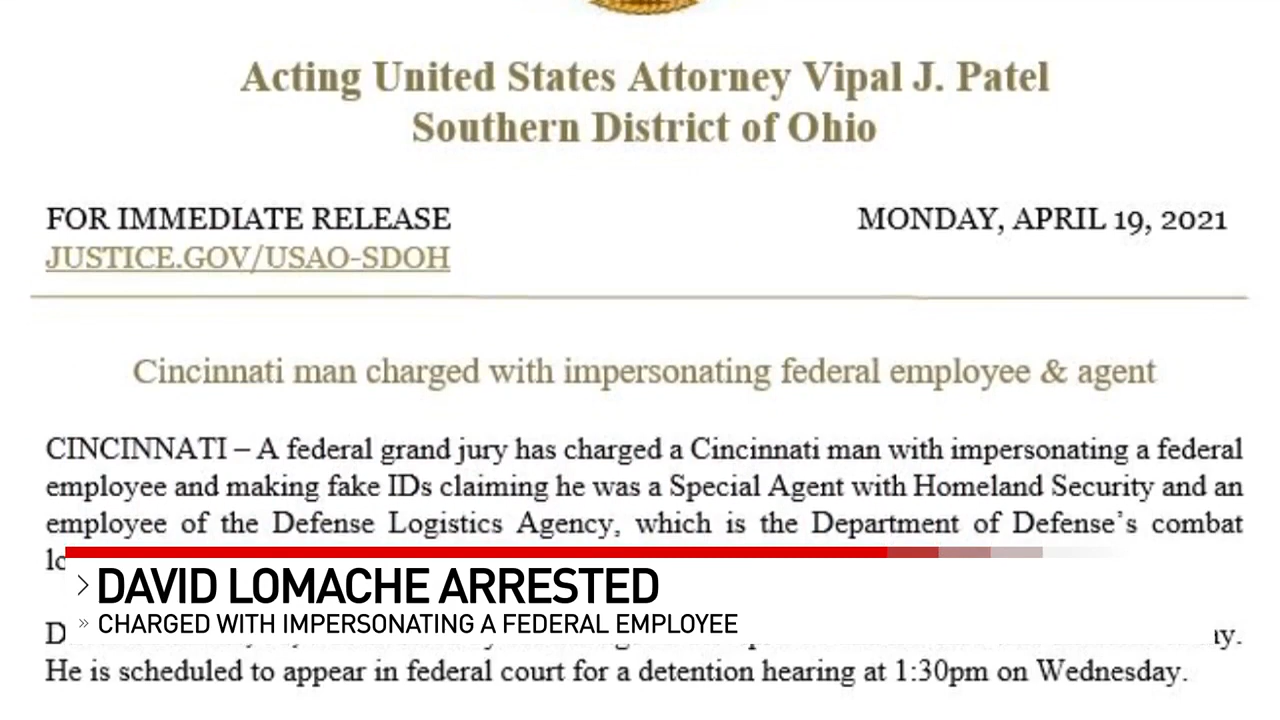 Acting United States Attorney Vipal J. Patel
Southern District of Ohio
FOR IMMEDIATE RELEASE
MONDAY, APRIL 19, 2021
JUSTICE.GOV/USAO-SDOH
Cincinnati man charged with impersonating federal employee & agent
CINCINNATI – A federal grand jury has charged a Cincinnati man with impersonating a federal
employee and making fake IDs claiming he was a Special Agent with Homeland Security and an
employee of the Defense Logistics Agency, which is the Department of Defense's combat
DAVID LOMACHE ARRESTED
CHARGED WITH IMPERSONATING A FEDERAL EMPLOYEE
He is scheduled to appear in federal court for a detention hearing at 1:30pm on Wednesday.